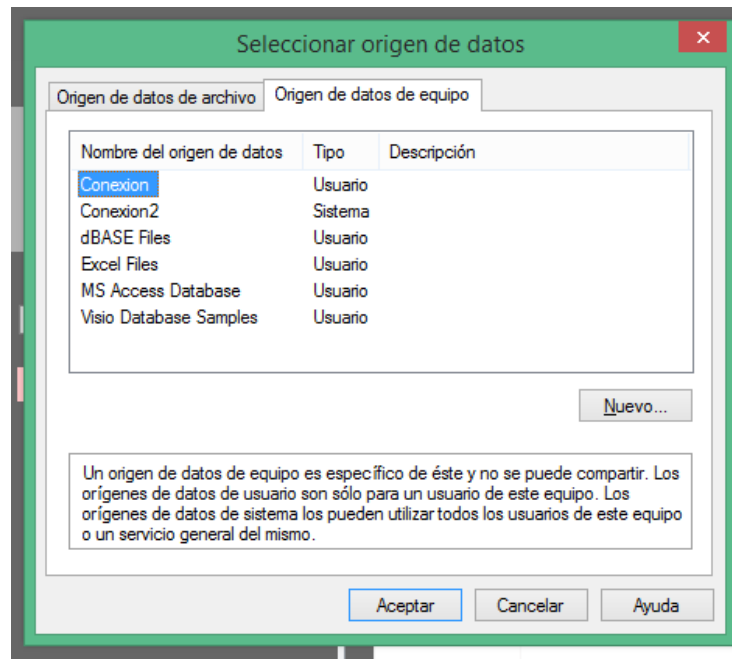 Seleccionar origen de datos
Origen de datos de archivo Origen de datos de equipo
Nombre del origen de datos Tipo Descripción
Conexion Usuario
Conexion2 Sistema
dBASE Files Usuario
Excel Files Usuario
MS Access Database Usuario
Visio Database Samples Usuario
Nuevo...
Un origen de datos de equipo es específico de éste y no se puede compartir. Los
orígenes de datos de usuario son sólo para un usuario de este equipo. Los
orígenes de datos de sistema los pueden utilizar todos los usuarios de este equipo
o un servicio general del mismo.
Aceptar Cancelar Ayuda